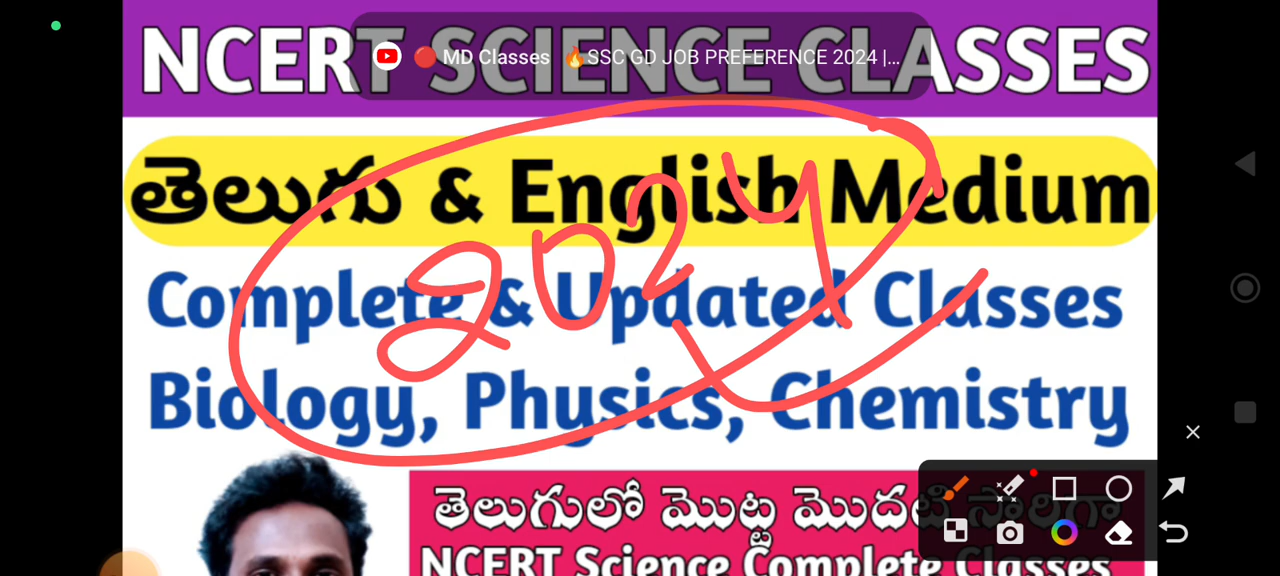 NCERT SCIENCE CLASSES
MD Classes 🔥SSC GD JOB PREFERENCE 2024 |...
తెలుగు & English Medium
2024
Complete & Updated Classes
Biology, Physics, Chemistry
తెలుగులో మొట్ట మొదటి సారిగా
NCERT Science Complete Classes